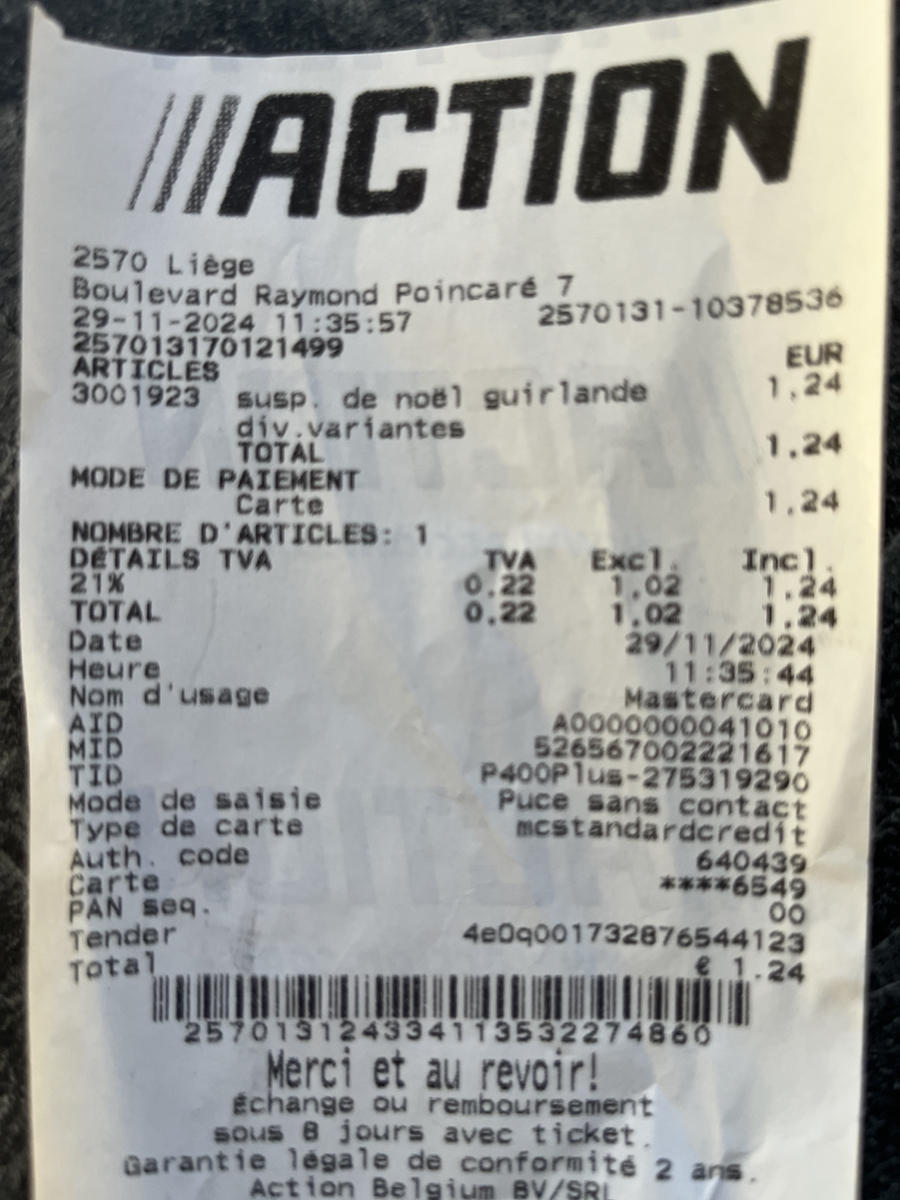 ACTION
2570 Liège
Boulevard Raymond Poincaré 7
29-11-2024 11:35:57 2570131-10378536
257013170121499
ARTICLES EUR
3001923 susp. de noël guirlande 1.24
div.variantes
TOTAL 1.24
MODE DE PAIEMENT
Carte 1.24
NOMBRE D'ARTICLES: 1
DÉTAILS TVA TVA Excl. Incl.
21% 0.22 1.02 1.24
TOTAL 0.22 1.02 1.24
Date 29/11/2024
Heure 11:35:44
Nom d'usage Mastercard
AID A0000000041010
MID 526567002221617
TID P400Plus-275319290
Mode de saisie Puce sans contact
Type de carte mcstandardcredit
Auth. code 640439
Carte ****6549
PAN seq. 00
Tender 4e0q001732876544123
Total € 1.24
257013124334113532274860
Merci et au revoir!
Échange ou remboursement
sous 8 jours avec ticket.
Garantie légale de conformité 2 ans.
Action Belgium BV/SRL